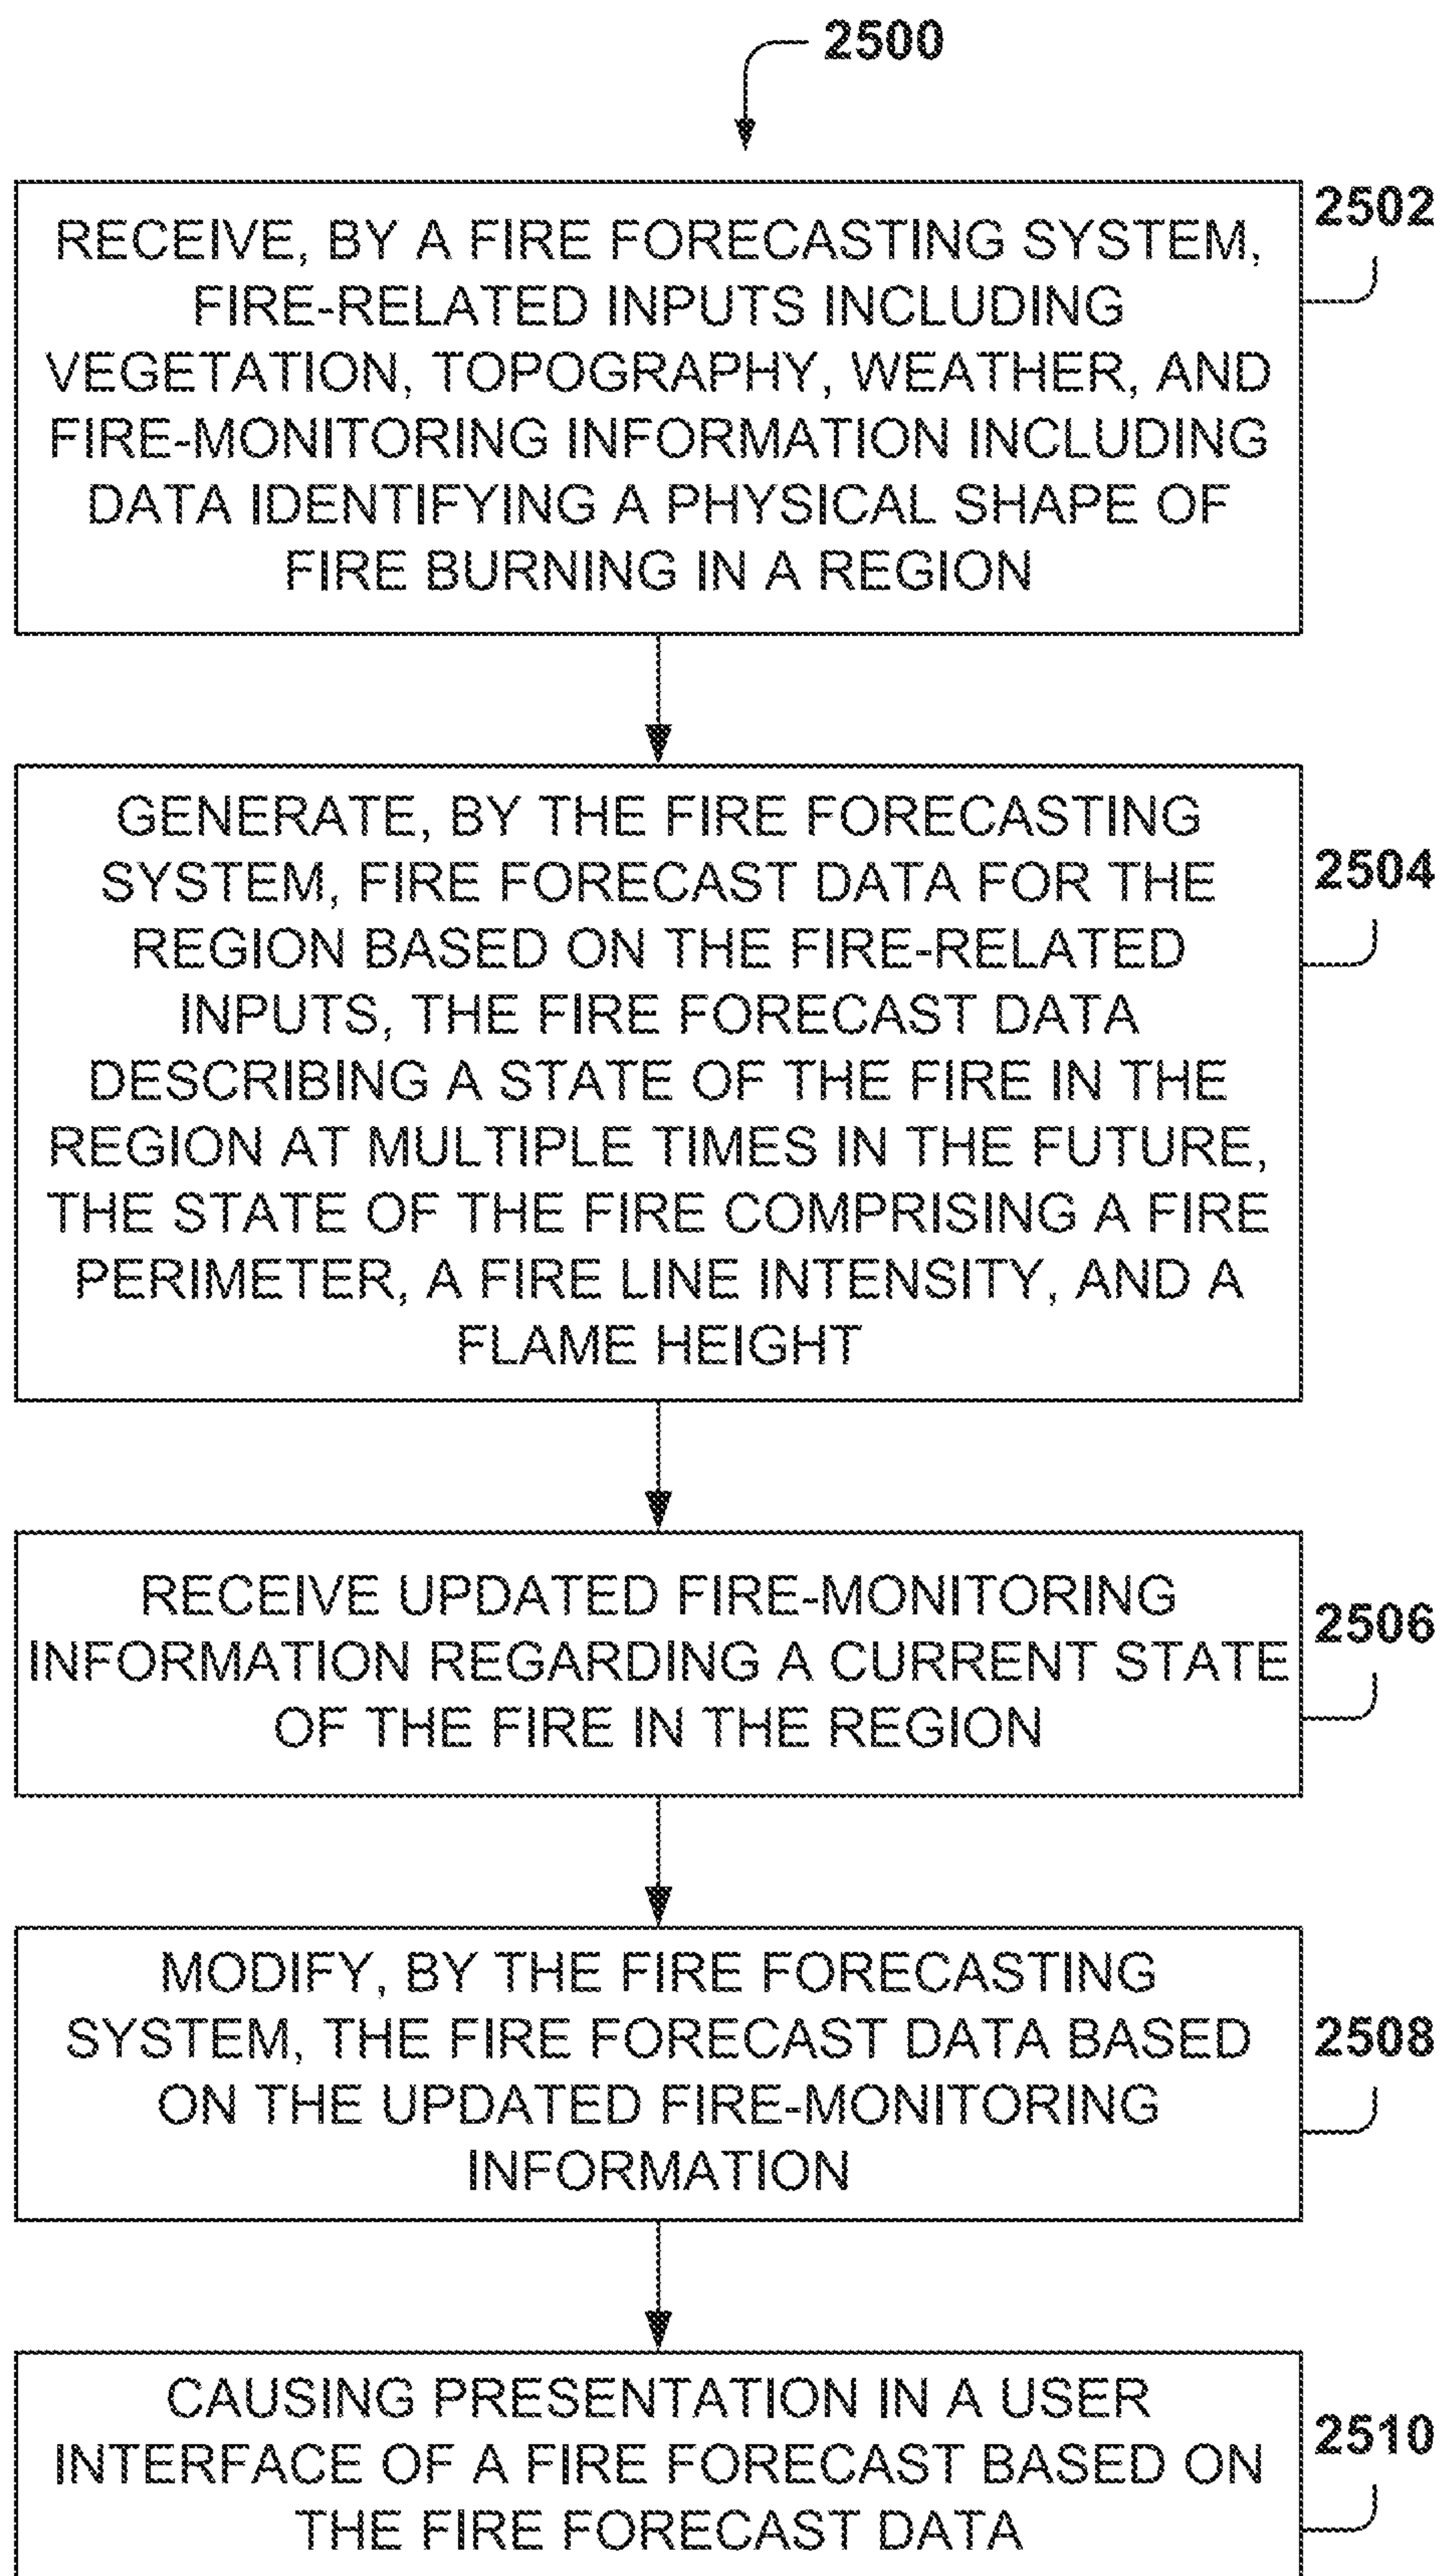 2500
2502
RECEIVE, BY A FIRE FORECASTING SYSTEM,
FIRE-RELATED INPUTS INCLUDING
VEGETATION, TOPOGRAPHY, WEATHER, AND
FIRE-MONITORING INFORMATION INCLUDING
DATA IDENTIFYING A PHYSICAL SHAPE OF
FIRE BURNING IN A REGION
2504
GENERATE, BY THE FIRE FORECASTING
SYSTEM, FIRE FORECAST DATA FOR THE
REGION BASED ON THE FIRE-RELATED
INPUTS, THE FIRE FORECAST DATA
DESCRIBING A STATE OF THE FIRE IN THE
REGION AT MULTIPLE TIMES IN THE FUTURE,
THE STATE OF THE FIRE COMPRISING A FIRE
PERIMETER, A FIRE LINE INTENSITY, AND A
FLAME HEIGHT
2506
RECEIVE UPDATED FIRE-MONITORING
INFORMATION REGARDING A CURRENT STATE
OF THE FIRE IN THE REGION
2508
MODIFY, BY THE FIRE FORECASTING
SYSTEM, THE FIRE FORECAST DATA BASED
ON THE UPDATED FIRE-MONITORING
INFORMATION
2510
CAUSING PRESENTATION IN A USER
INTERFACE OF A FIRE FORECAST BASED ON
THE FIRE FORECAST DATA